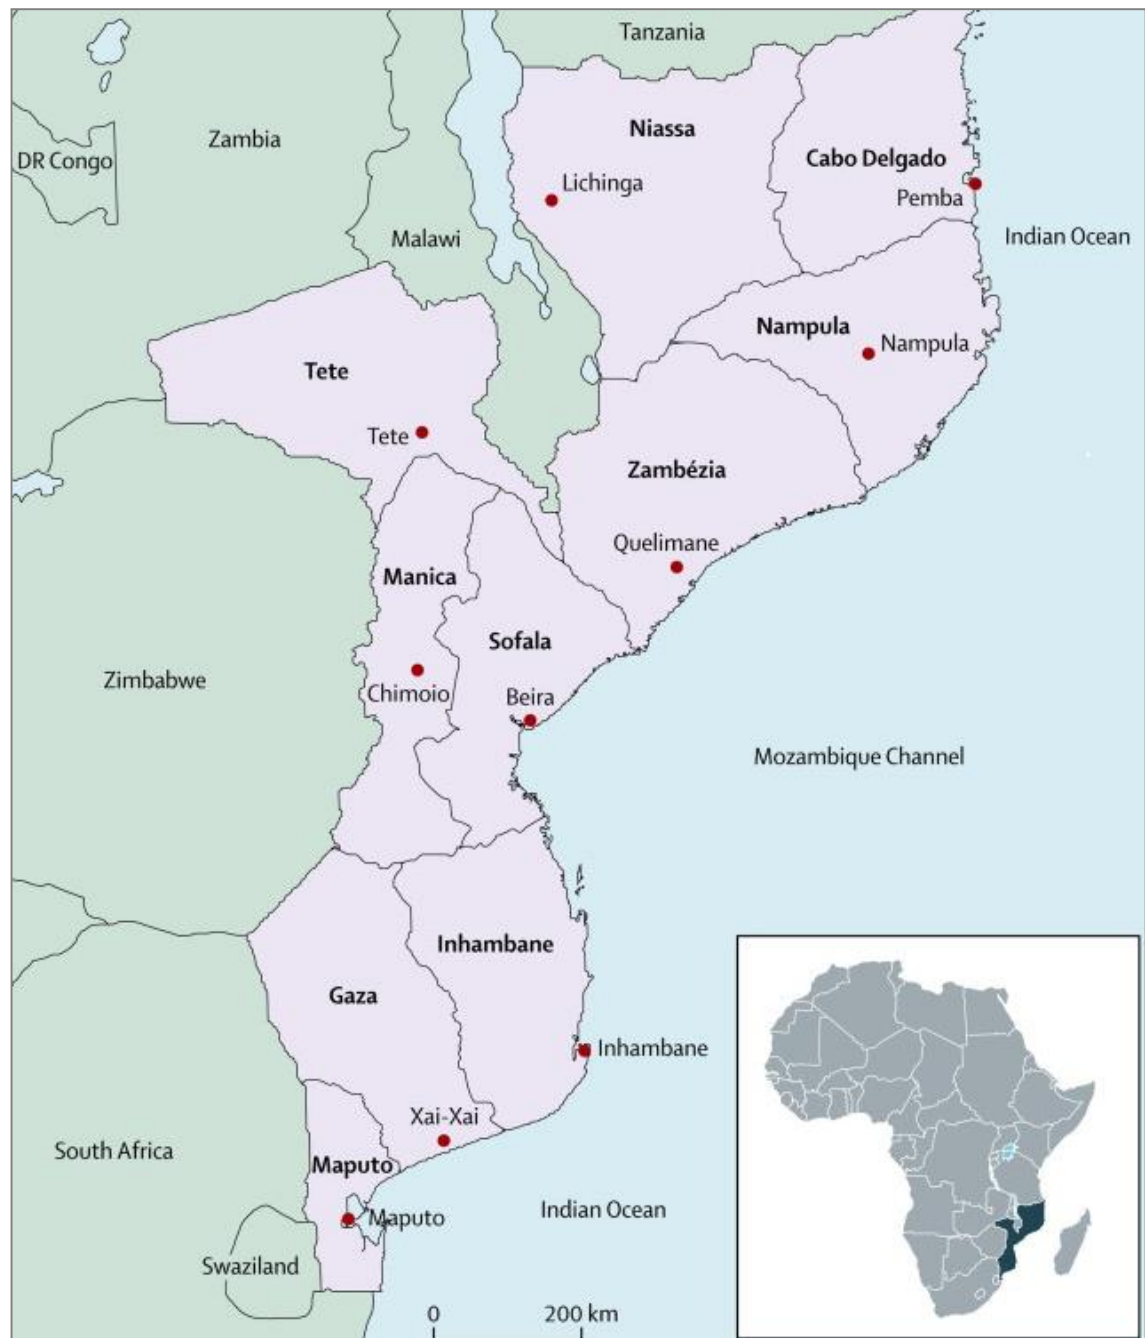 Tanzania
Niassa
Zambia
Cabo Delgado
DR Congo
Lichinga
Pemba
Malawi
Indian Ocean
Nampula
Nampula
Tete
Tete
Zambézia
Quelimane
Manica
Sofala
Zimbabwe
Chimoio
Beira
Mozambique Channel
Inhambane
Gaza
Inhambane
Xai-Xai
South Africa
Maputo
Indian Ocean
Maputo
Swaziland
0 200 km